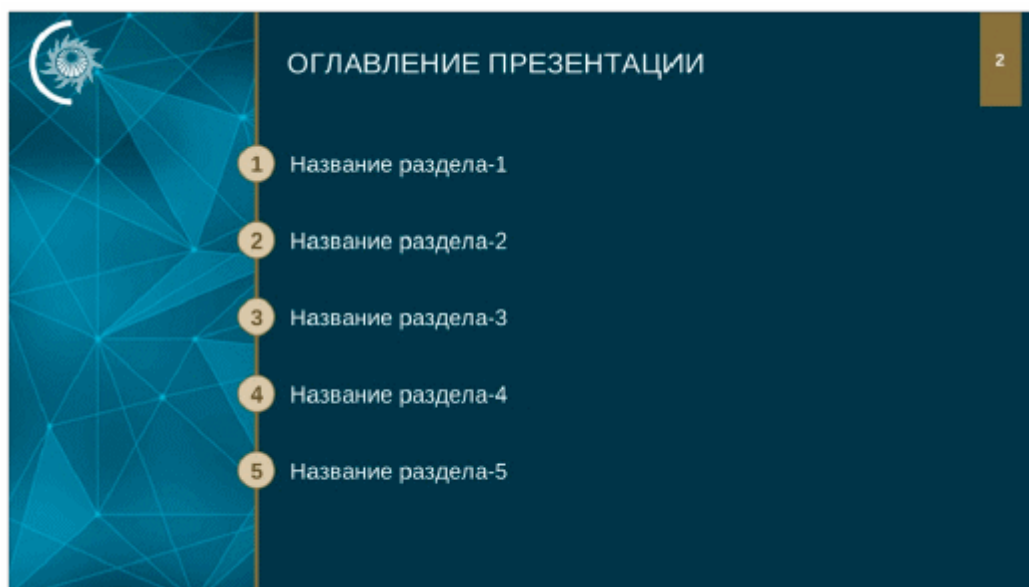 ОГЛАВЛЕНИЕ ПРЕЗЕНТАЦИИ
2
1 Название раздела-1
2 Название раздела-2
3 Название раздела-3
4 Название раздела-4
5 Название раздела-5